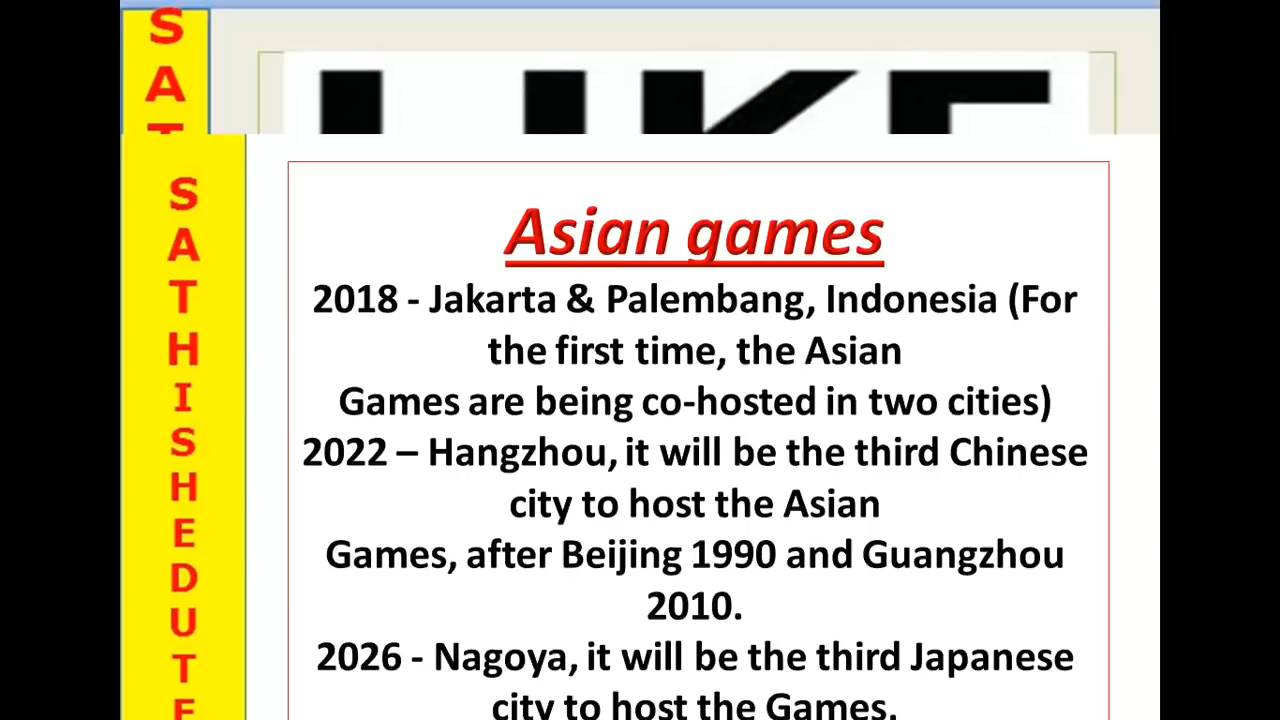 S
A
T
LIKE
S
A
T
H
I
S
H
E
D
U
T
E
Asian games
2018 - Jakarta & Palembang, Indonesia (For
the first time, the Asian
Games are being co-hosted in two cities)
2022 – Hangzhou, it will be the third Chinese
city to host the Asian
Games, after Beijing 1990 and Guangzhou
2010.
2026 - Nagoya, it will be the third Japanese
city to host the Games.